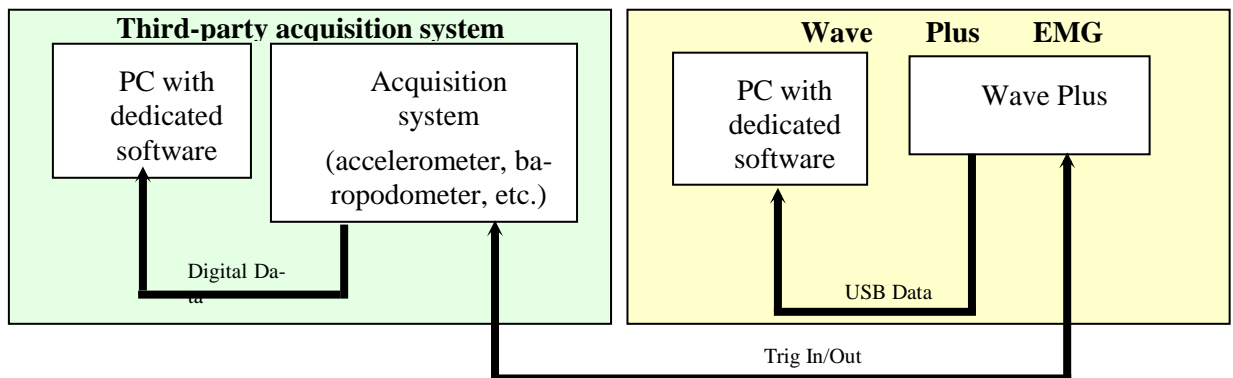 Third-party acquisition system
PC with
dedicated
software
Acquisition
system
(accelerometer, ba-
ropodometer, etc.)
Digital Da-
ta
Wave Plus EMG
PC with
dedicated
software
Wave Plus
USB Data
Trig In/Out